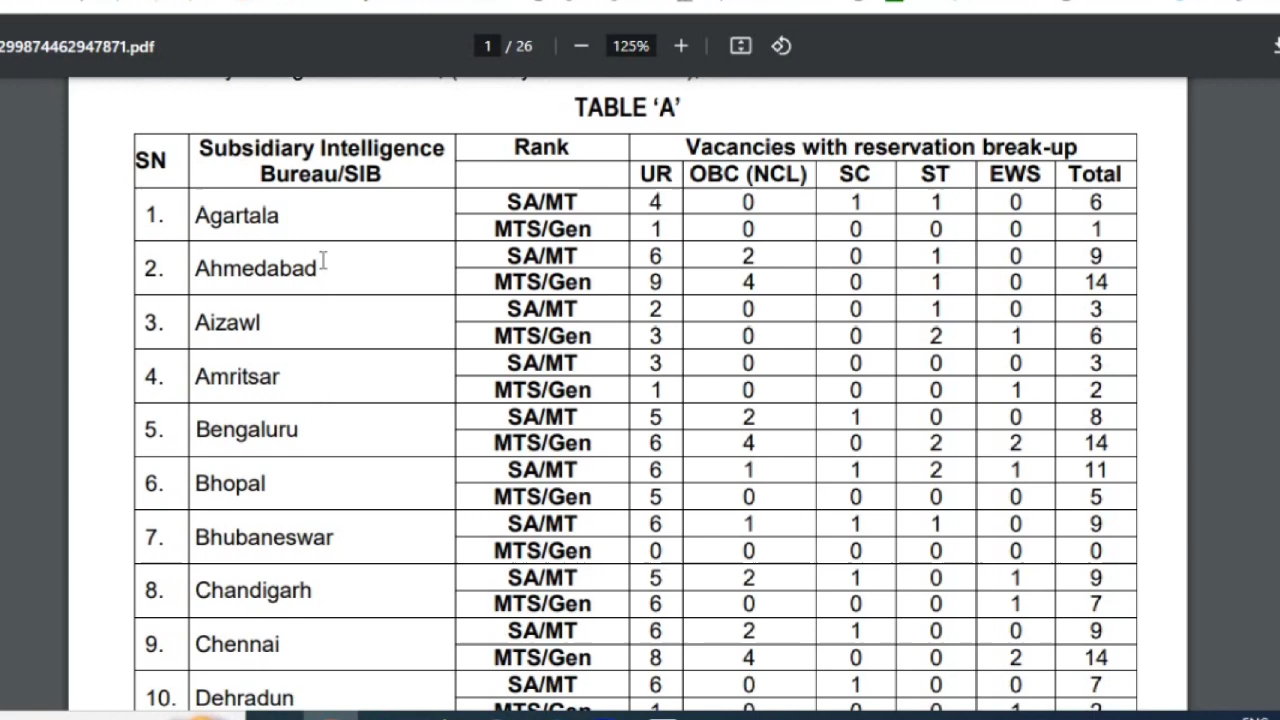 299874462947871.pdf 1 / 26 125%
TABLE ‘A’
SN Subsidiary Intelligence Bureau/SIB Rank Vacancies with reservation break-up
UR OBC (NCL) SC ST EWS Total
1. Agartala SA/MT 4 0 1 1 0 6
MTS/Gen 1 0 0 0 0 1
2. Ahmedabad SA/MT 6 2 0 1 0 9
MTS/Gen 9 4 0 1 0 14
3. Aizawl SA/MT 2 0 0 1 0 3
MTS/Gen 3 0 0 2 1 6
4. Amritsar SA/MT 3 0 0 0 0 3
MTS/Gen 1 0 0 0 1 2
5. Bengaluru SA/MT 5 2 1 0 0 8
MTS/Gen 6 4 0 2 2 14
6. Bhopal SA/MT 6 1 1 2 1 11
MTS/Gen 5 0 0 0 0 5
7. Bhubaneswar SA/MT 6 1 1 1 0 9
MTS/Gen 0 0 0 0 0 0
8. Chandigarh SA/MT 5 2 1 0 1 9
MTS/Gen 6 0 0 0 1 7
9. Chennai SA/MT 6 2 1 0 0 9
MTS/Gen 8 4 0 0 2 14
10. Dehradun SA/MT 6 0 1 0 0 7
MTS/Gen 1 0 0 0 1 2